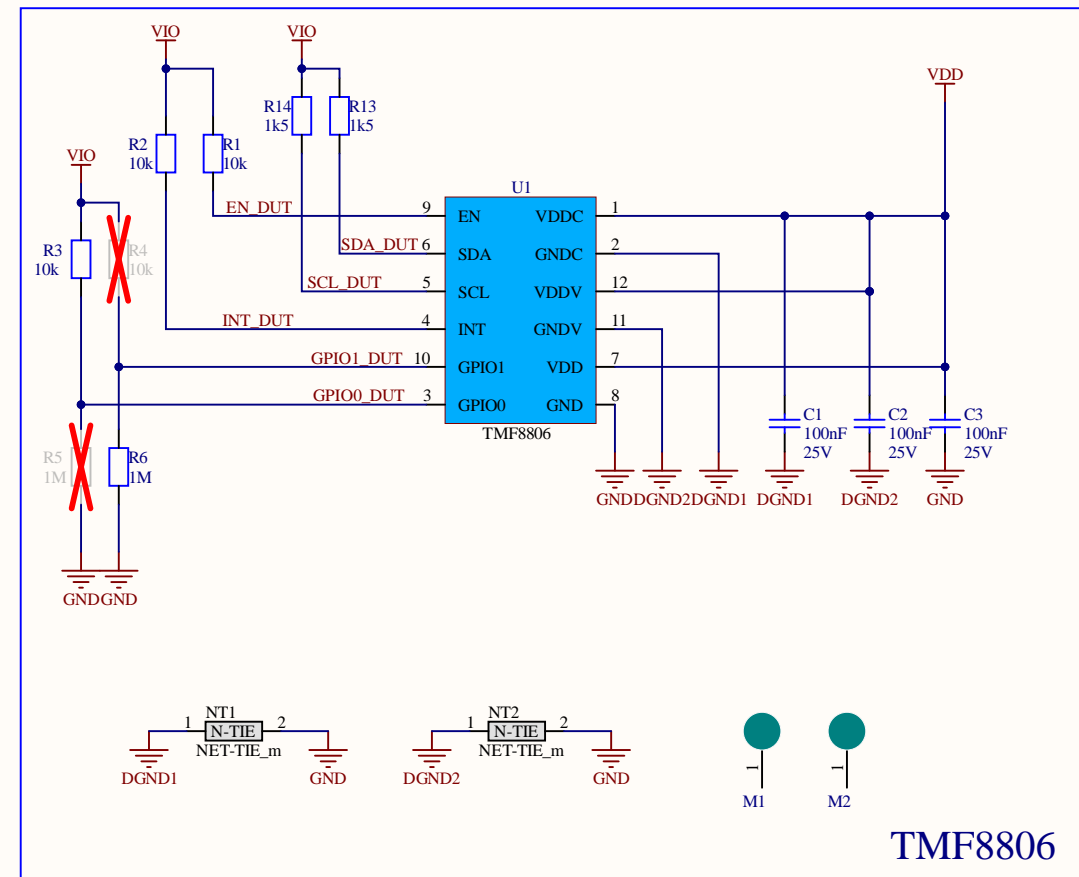 VIO
VIO
VDD
R14
1k5
R13
1k5
R2
10k
R1
10k
VIO
U1
EN_DUT 9 EN VDDC 1
R3
10k
R4
10k
SDA_DUT 6 SDA GNDC 2
SCL_DUT 5 SCL VDDV 12
INT_DUT 4 INT GNDV 11
GPIO1_DUT 10 GPIO1 VDD 7
GPIO0_DUT 3 GPIO0 GND 8
TMF8806
C1
100nF
25V
C2
100nF
25V
C3
100nF
25V
R5
1M
R6
1M
GND DGND2 DGND1 DGND1 DGND2 GND
GND GND
NT1
1 N-TIE 2
NET-TIE_m
DGND1 GND
NT2
1 N-TIE 2
NET-TIE_m
DGND2 GND
1
M1
1
M2
TMF8806